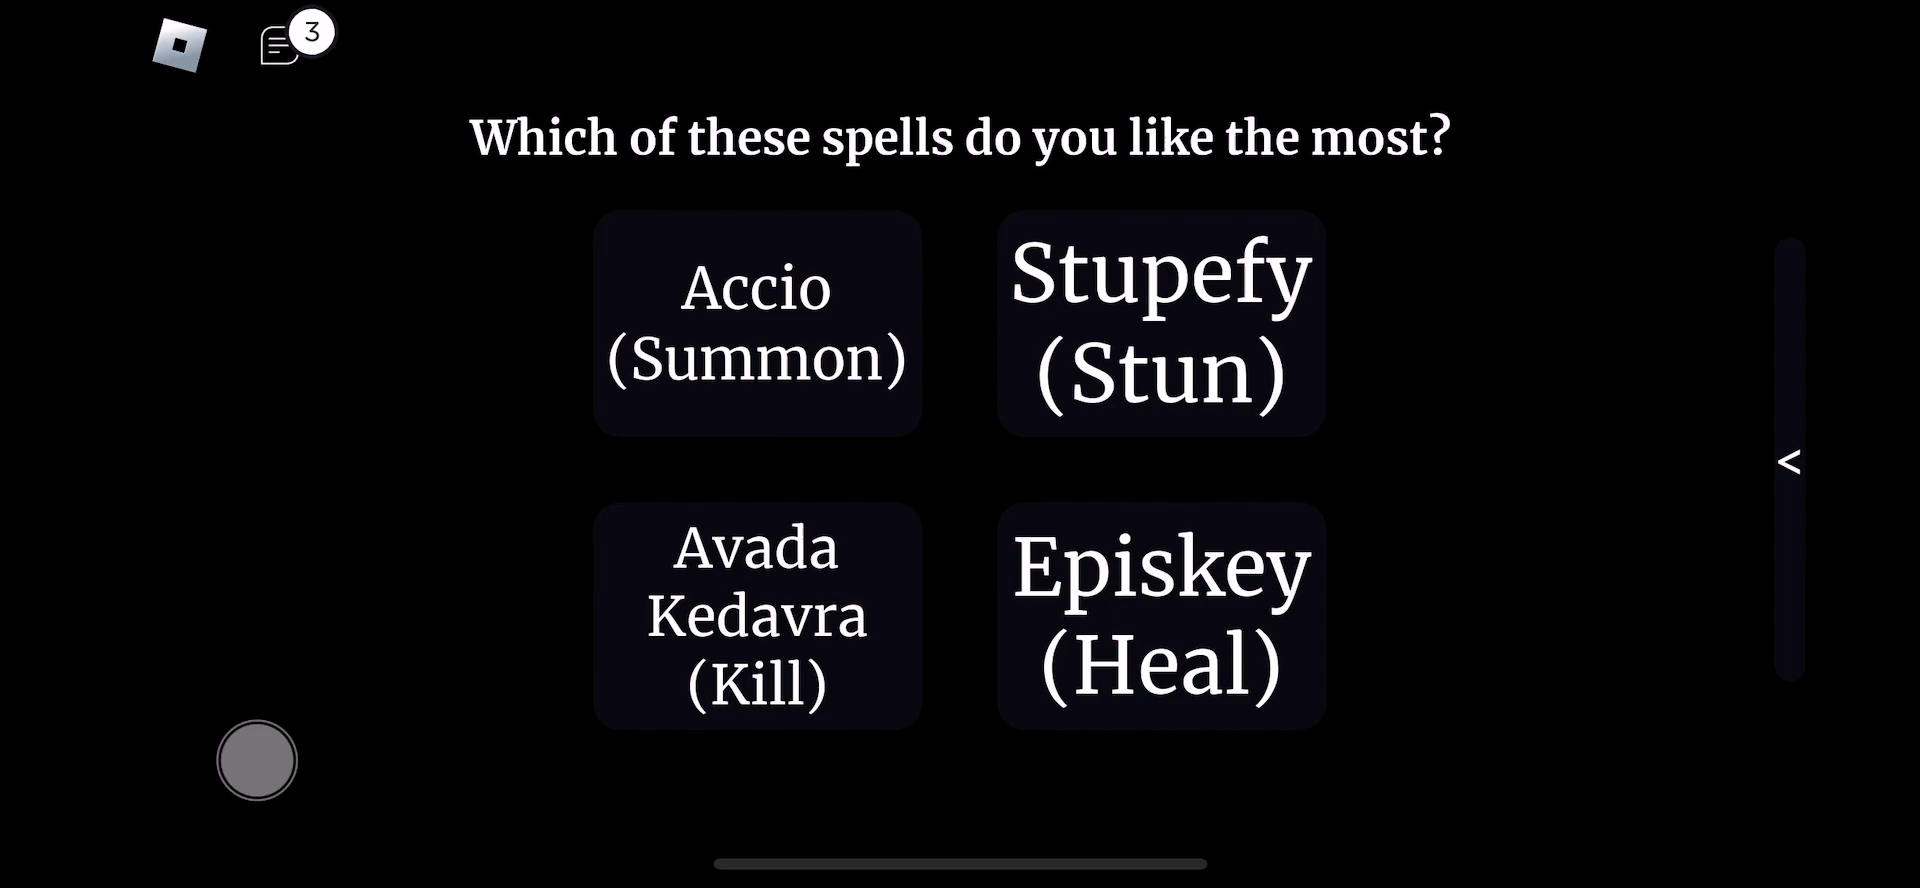 3
Which of these spells do you like the most?
Accio
(Summon)
Stupefy
(Stun)
Avada
Kedavra
(Kill)
Episkey
(Heal)
<